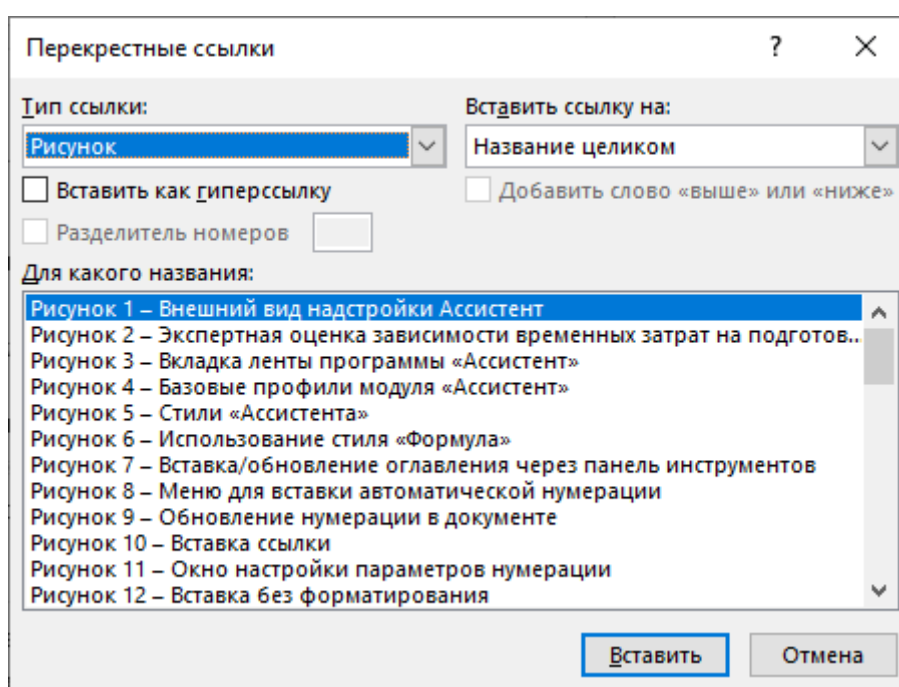 Перекрестные ссылки ?
Тип ссылки: Вставить ссылку на:
Рисунок Название целиком
Вставить как гиперссылку Добавить слово «выше» или «ниже»
Разделитель номеров
Для какого названия:
Рисунок 1 – Внешний вид надстройки Ассистент
Рисунок 2 – Экспертная оценка зависимости временных затрат на подготов...
Рисунок 3 – Вкладка ленты программы «Ассистент»
Рисунок 4 – Базовые профили модуля «Ассистент»
Рисунок 5 – Стили «Ассистента»
Рисунок 6 – Использование стиля «Формула»
Рисунок 7 – Вставка/обновление оглавления через панель инструментов
Рисунок 8 – Меню для вставки автоматической нумерации
Рисунок 9 – Обновление нумерации в документе
Рисунок 10 – Вставка ссылки
Рисунок 11 – Окно настройки параметров нумерации
Рисунок 12 – Вставка без форматирования
Вставить Отмена